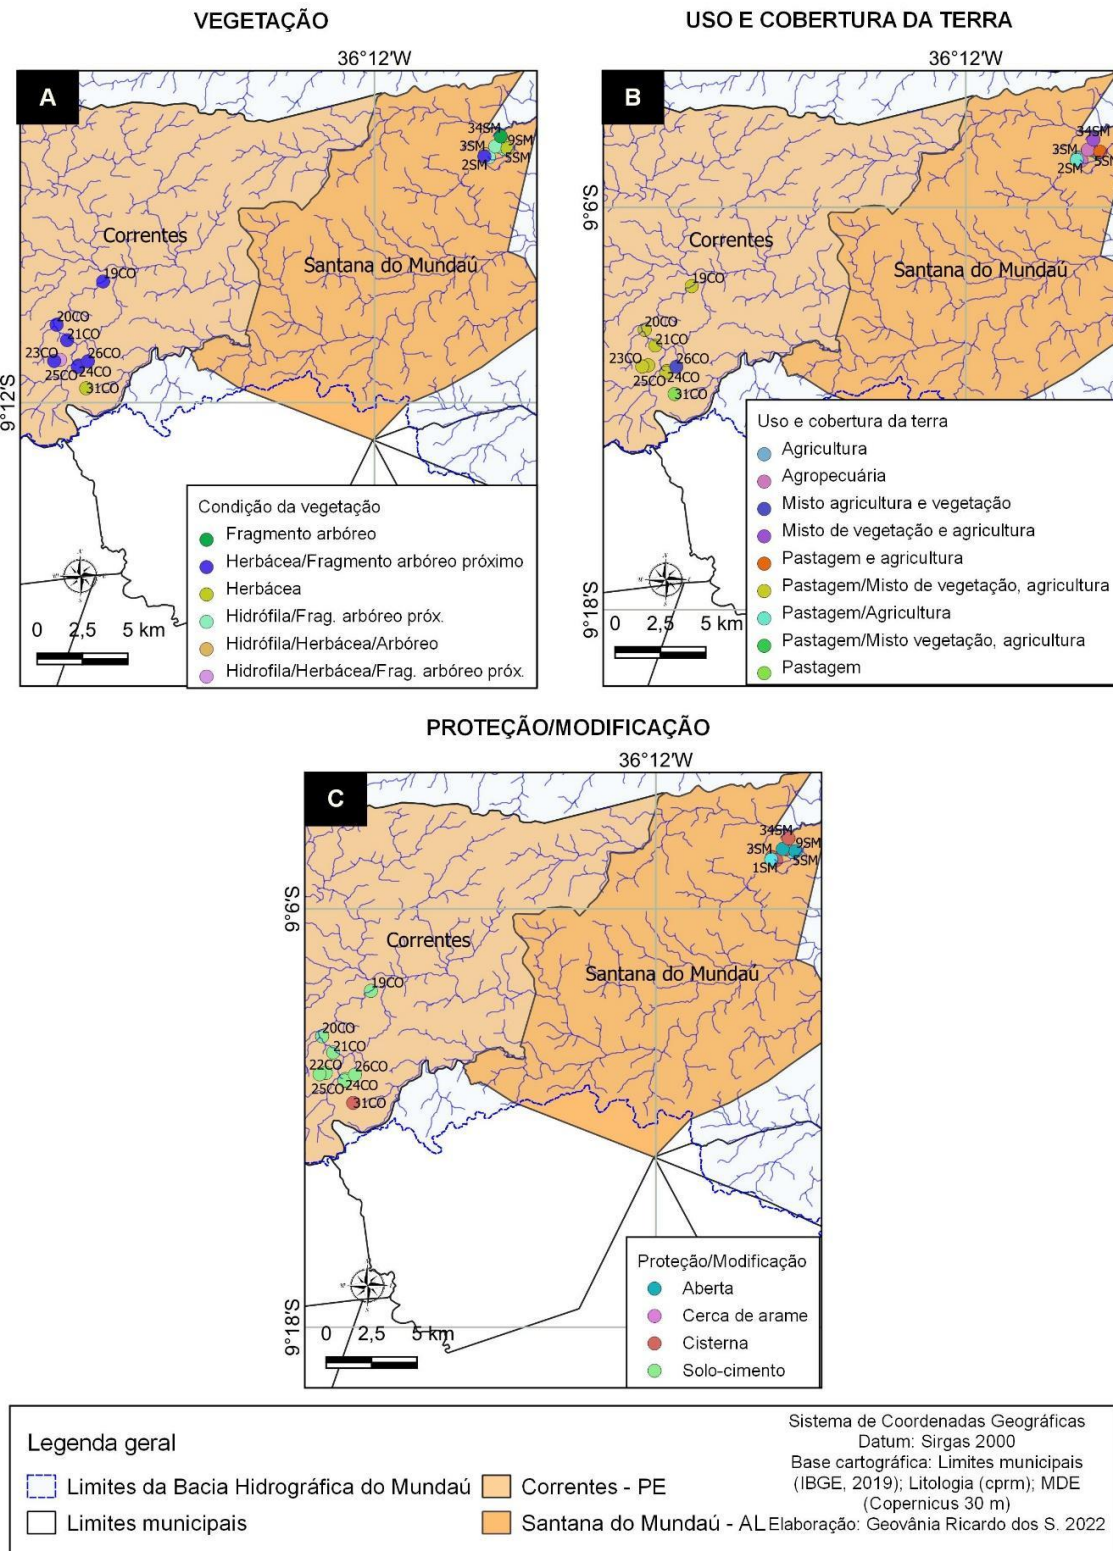 VEGETAÇÃO
36°12'W
A
34SM
3SM
9SM
2SM
5SM
Correntes
Santana do Mundaú
19CO
20CO
21CO
23CO
26CO
24CO
25CO
31CO
9°12'S
Condição da vegetação
Fragmento arbóreo
Herbácea/Fragmento arbóreo próximo
Herbácea
Hidrófila/Frag. arbóreo próx.
Hidrófila/Herbácea/Arbóreo
Hidrofila/Herbácea/Frag. arbóreo próx.
0 2,5 5 km
USO E COBERTURA DA TERRA
36°12'W
B
34SM
3SM
2SM
5SM
9°6'S
Correntes
Santana do Mundaú
19CO
20CO
21CO
23CO
26CO
24CO
25CO
31CO
9°18'S
Uso e cobertura da terra
Agricultura
Agropecuária
Misto agricultura e vegetação
Misto de vegetação e agricultura
Pastagem e agricultura
Pastagem/Misto de vegetação, agricultura
Pastagem/Agricultura
Pastagem/Misto vegetação, agricultura
Pastagem
0 2,5 5 km
PROTEÇÃO/MODIFICAÇÃO
36°12'W
C
34SM
3SM
9SM
1SM
5SM
9°6'S
Correntes
Santana do Mundaú
19CO
20CO
21CO
22CO
26CO
24CO
25CO
31CO
9°18'S
Proteção/Modificação
Aberta
Cerca de arame
Cisterna
Solo-cimento
0 2,5 5 km
Legenda geral
Limites da Bacia Hidrográfica do Mundaú
Limites municipais
Correntes - PE
Santana do Mundaú - AL
Sistema de Coordenadas Geográficas
Datum: Sirgas 2000
Base cartográfica: Limites municipais
(IBGE, 2019); Litologia (cprm); MDE
(Copernicus 30 m)
Elaboração: Geovânia Ricardo dos S. 2022